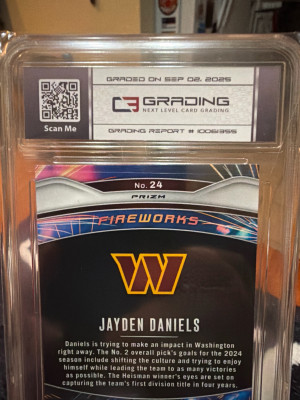 GRADED ON SEP 02, 2025
C3 GRADING
NEXT LEVEL CARD GRADING
Scan Me
GRADING REPORT # 1006I955
No. 24
PRIZM
FIREWORKS
W
JAYDEN DANIELS
Daniels is trying to make an impact in Washington
right away. The No. 2 overall pick's goals for the 2024
season include shifting the culture and trying to enjoy
himself while leading the team to as many victories
as possible. The Heisman winner's eyes are set on
capturing the team's first division title in four years.